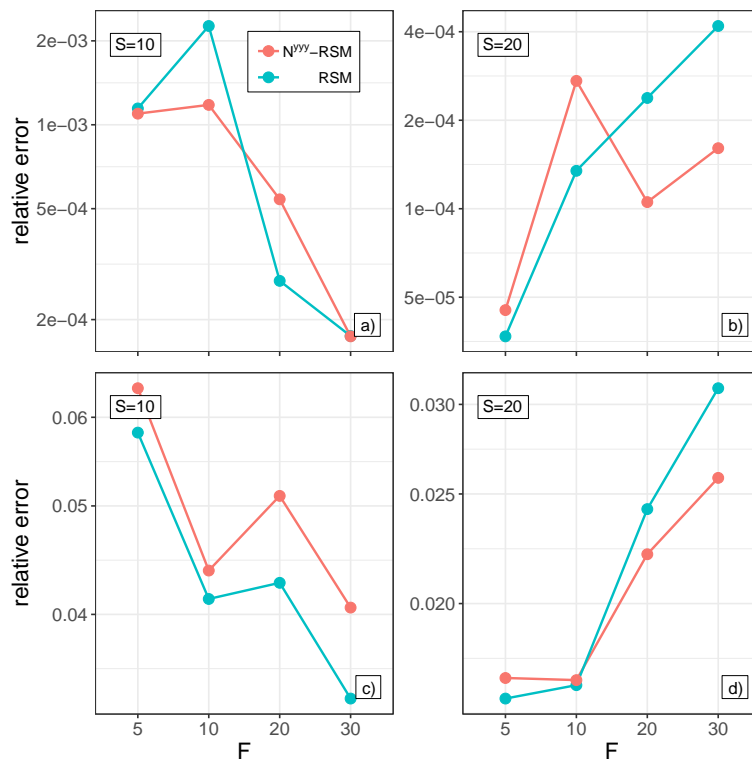 S=10
N^yyy−RSM
RSM
2e−03
1e−03
5e−04
2e−04
relative error
a)
S=20
4e−04
2e−04
1e−04
5e−05
relative error
b)
S=10
0.06
0.05
0.04
relative error
c)
5 10 20 30
F
S=20
0.030
0.025
0.020
d)
5 10 20 30
F